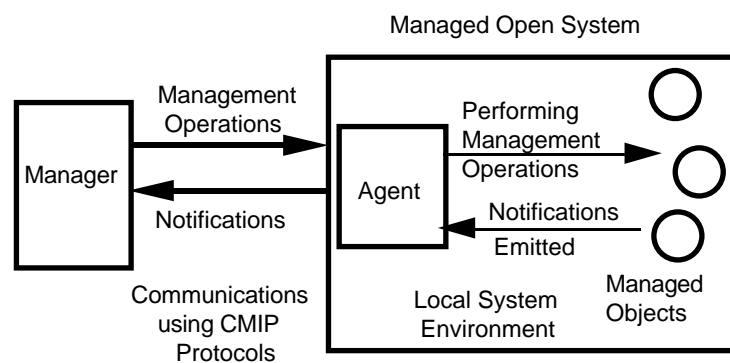 Managed Open System
Management
Operations
Manager
Notifications
Communications
using CMIP
Protocols
Agent
Performing
Management
Operations
Notifications
Emitted
Managed
Objects
Local System
Environment